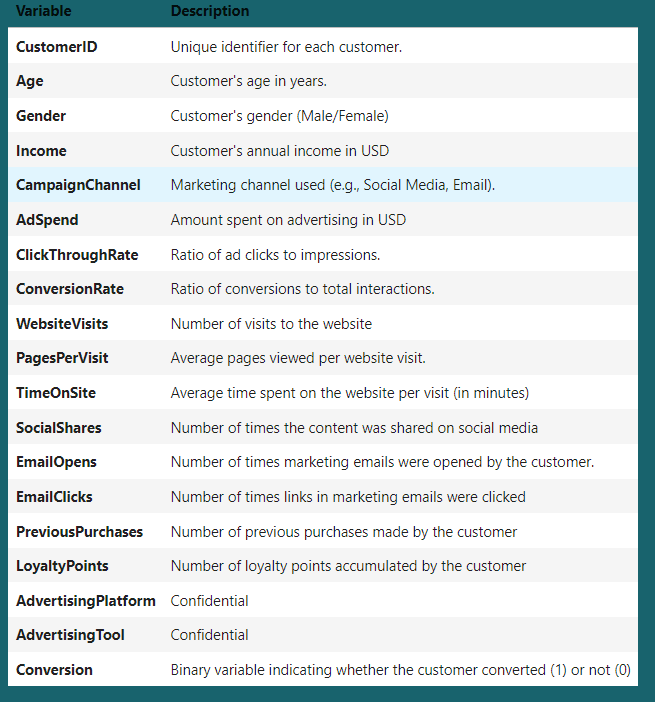 Variable Description
CustomerID Unique identifier for each customer.
Age Customer's age in years.
Gender Customer's gender (Male/Female)
Income Customer's annual income in USD
CampaignChannel Marketing channel used (e.g., Social Media, Email).
AdSpend Amount spent on advertising in USD
ClickThroughRate Ratio of ad clicks to impressions.
ConversionRate Ratio of conversions to total interactions.
WebsiteVisits Number of visits to the website
PagesPerVisit Average pages viewed per website visit.
TimeOnSite Average time spent on the website per visit (in minutes)
SocialShares Number of times the content was shared on social media
EmailOpens Number of times marketing emails were opened by the customer.
EmailClicks Number of times links in marketing emails were clicked
PreviousPurchases Number of previous purchases made by the customer
LoyaltyPoints Number of loyalty points accumulated by the customer
AdvertisingPlatform Confidential
AdvertisingTool Confidential
Conversion Binary variable indicating whether the customer converted (1) or not (0)